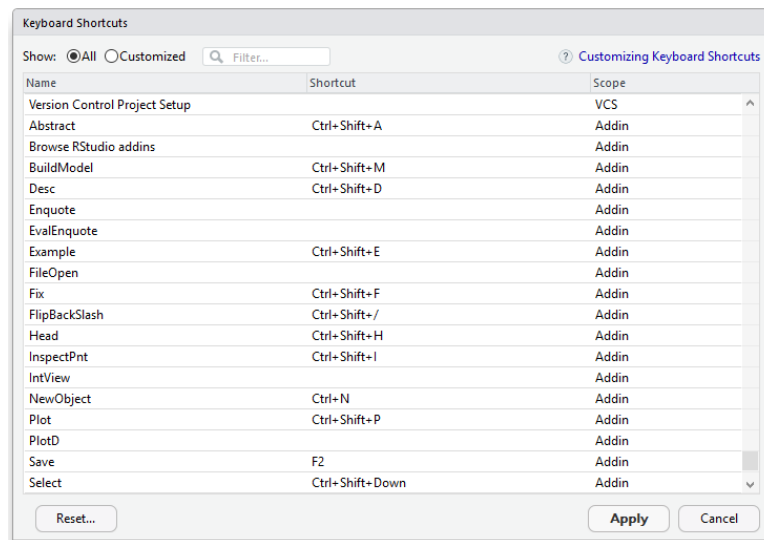 Keyboard Shortcuts
Show: All Customized Filter... ? Customizing Keyboard Shortcuts
Name Shortcut Scope
Version Control Project Setup VCS
Abstract Ctrl+Shift+A Addin
Browse RStudio addins Addin
BuildModel Ctrl+Shift+M Addin
Desc Ctrl+Shift+D Addin
Enquote Addin
EvalEnquote Addin
Example Ctrl+Shift+E Addin
FileOpen Addin
Fix Ctrl+Shift+F Addin
FlipBackSlash Ctrl+Shift+/ Addin
Head Ctrl+Shift+H Addin
InspectPnt Ctrl+Shift+I Addin
IntView Addin
NewObject Ctrl+N Addin
Plot Ctrl+Shift+P Addin
PlotD Addin
Save F2 Addin
Select Ctrl+Shift+Down Addin
Reset... Apply Cancel